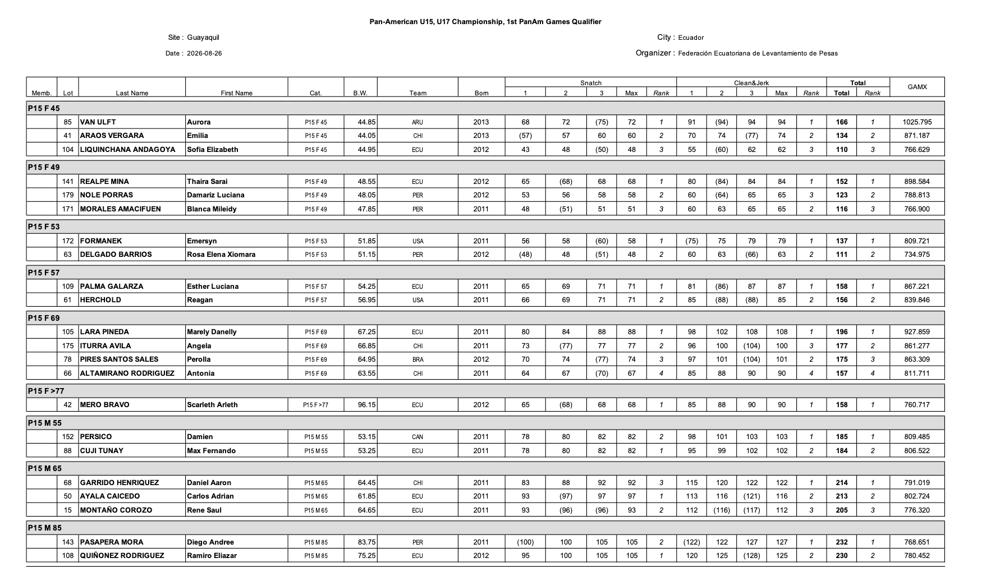 Pan-American U15, U17 Championship, 1st PanAm Games Qualifier
Site : Guayaquil City : Ecuador
Date : 2026-08-26 Organizer : Federación Ecuatoriana de Levantamiento de Pesas
Snatch Clean&Jerk Total GAMX
Memb. Lot Last Name First Name Cat. B.W. Team Born 1 2 3 Max Rank 1 2 3 Max Rank Total Rank
P15 F 45
85 VAN ULFT Aurora P15 F 45 44.85 ARU 2013 68 72 (75) 72 1 91 (94) 94 94 1 166 1 1025.795
41 ARAOS VERGARA Emilia P15 F 45 44.05 CHI 2013 (57) 57 60 60 2 70 74 (77) 74 2 134 2 871.187
104 LIQUINCHANA ANDAGOYA Sofia Elizabeth P15 F 45 44.95 ECU 2012 43 48 (50) 48 3 55 (60) 62 62 3 110 3 766.629
P15 F 49
141 REALPE MINA Thaira Sarai P15 F 49 48.55 ECU 2012 65 (68) 68 68 1 80 (84) 84 84 1 152 1 898.584
179 NOLE PORRAS Damariz Luciana P15 F 49 48.05 PER 2012 53 56 58 58 2 60 (64) 65 65 3 123 2 788.813
171 MORALES AMACIFUEN Blanca Mileidy P15 F 49 47.85 PER 2011 48 (51) 51 51 3 60 63 65 65 2 116 3 766.900
P15 F 53
172 FORMANEK Emersyn P15 F 53 51.85 USA 2011 56 58 (60) 58 1 (75) 75 79 79 1 137 1 809.721
63 DELGADO BARRIOS Rosa Elena Xiomara P15 F 53 51.15 PER 2012 (48) 48 (51) 48 2 60 63 (66) 63 2 111 2 734.975
P15 F 57
109 PALMA GALARZA Esther Luciana P15 F 57 54.25 ECU 2011 65 69 71 71 1 81 (86) 87 87 1 158 1 867.221
61 HERCHOLD Reagan P15 F 57 56.95 USA 2011 66 69 71 71 2 85 (88) (88) 85 2 156 2 839.846
P15 F 69
105 LARA PINEDA Marely Danelly P15 F 69 67.25 ECU 2011 80 84 88 88 1 98 102 108 108 1 196 1 927.859
175 ITURRA AVILA Angela P15 F 69 66.85 CHI 2011 73 (77) 77 77 2 96 100 (104) 100 3 177 2 861.277
78 PIRES SANTOS SALES Perolla P15 F 69 64.95 BRA 2012 70 74 (77) 74 3 97 101 (104) 101 2 175 3 863.309
66 ALTAMIRANO RODRIGUEZ Antonia P15 F 69 63.55 CHI 2011 64 67 (70) 67 4 85 88 90 90 4 157 4 811.711
P15 F >77
42 MERO BRAVO Scarleth Arleth P15 F >77 96.15 ECU 2012 65 (68) 68 68 1 85 88 90 90 1 158 1 760.717
P15 M 55
152 PERSICO Damien P15 M 55 53.15 CAN 2011 78 80 82 82 2 98 101 103 103 1 185 1 809.485
88 CUJI TUNAY Max Fernando P15 M 55 53.25 ECU 2011 78 80 82 82 1 95 99 102 102 2 184 2 806.522
P15 M 65
68 GARRIDO HENRIQUEZ Daniel Aaron P15 M 65 64.45 CHI 2011 83 88 92 92 3 115 120 122 122 1 214 1 791.019
50 AYALA CAICEDO Carlos Adrian P15 M 65 61.85 ECU 2011 93 (97) 97 97 1 113 116 (121) 116 2 213 2 802.724
15 MONTAÑO COROZO Rene Saul P15 M 65 64.65 ECU 2011 93 (96) (96) 93 2 112 (116) (117) 112 3 205 3 776.320
P15 M 85
143 PASAPERA MORA Diego Andree P15 M 85 83.75 PER 2011 (100) 100 105 105 2 (122) 122 127 127 1 232 1 768.651
108 QUIÑONEZ RODRIGUEZ Ramiro Eliazar P15 M 85 75.25 ECU 2012 95 100 105 105 1 120 125 (128) 125 2 230 2 780.452